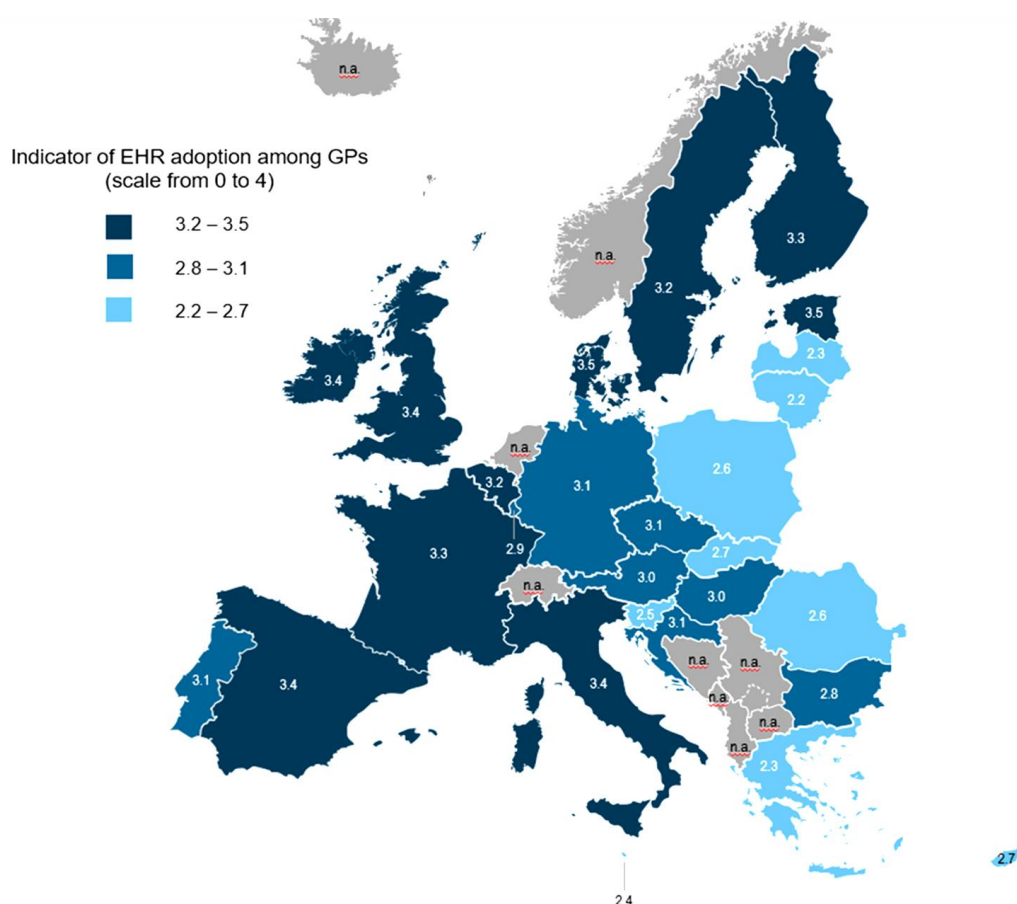 n.a.
Indicator of EHR adoption among GPs
(scale from 0 to 4)
3.2 – 3.5
2.8 – 3.1
2.2 – 2.7
3.3
n.a.
3.2
3.5
2.3
3.5
3.4
2.2
3.4
n.a.
2.6
3.2
3.1
3.1
3.3
2.9
2.7
3.0
n.a.
3.0
2.5
2.6
3.1
n.a.
n.a.
3.1
3.4
3.4
2.8
n.a.
n.a.
n.a.
2.3
2.7
2.4